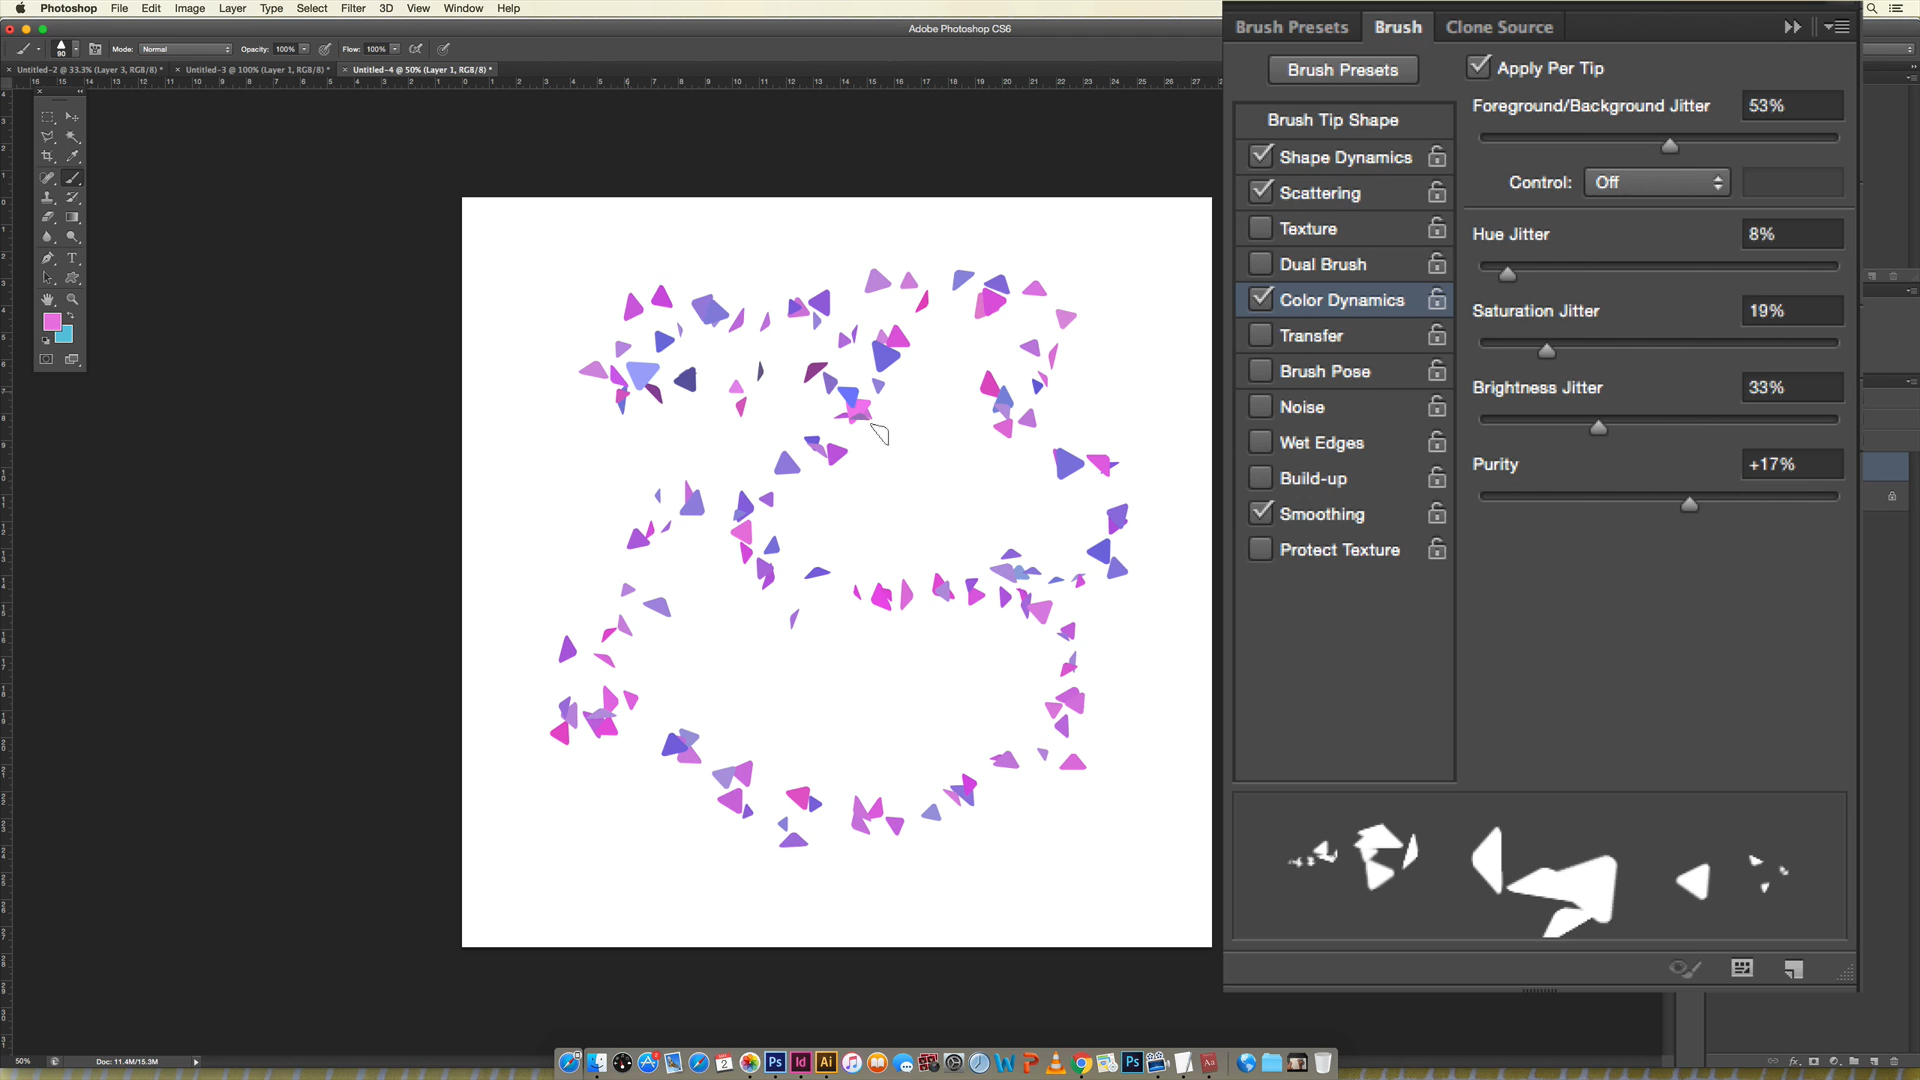 Photoshop File Edit Image Layer Type Select Filter 3D View Window Help
Adobe Photoshop CS6
90 Mode: Normal Opacity: 100% Flow: 100%
Untitled-2 @ 33.3% (Layer 3, RGB/8) * Untitled-3 @ 100% (Layer 1, RGB/8) * Untitled-4 @ 50% (Layer 1, RGB/8) *
Brush Presets Brush Clone Source
Brush Presets
Apply Per Tip
Foreground/Background Jitter 53%
Control: Off
Hue Jitter 8%
Saturation Jitter 19%
Brightness Jitter 33%
Purity +17%
Brush Tip Shape
Shape Dynamics
Scattering
Texture
Dual Brush
Color Dynamics
Transfer
Brush Pose
Noise
Wet Edges
Build-up
Smoothing
Protect Texture
50% Doc: 11.4M/15.3M
Ps Id Ai Ps